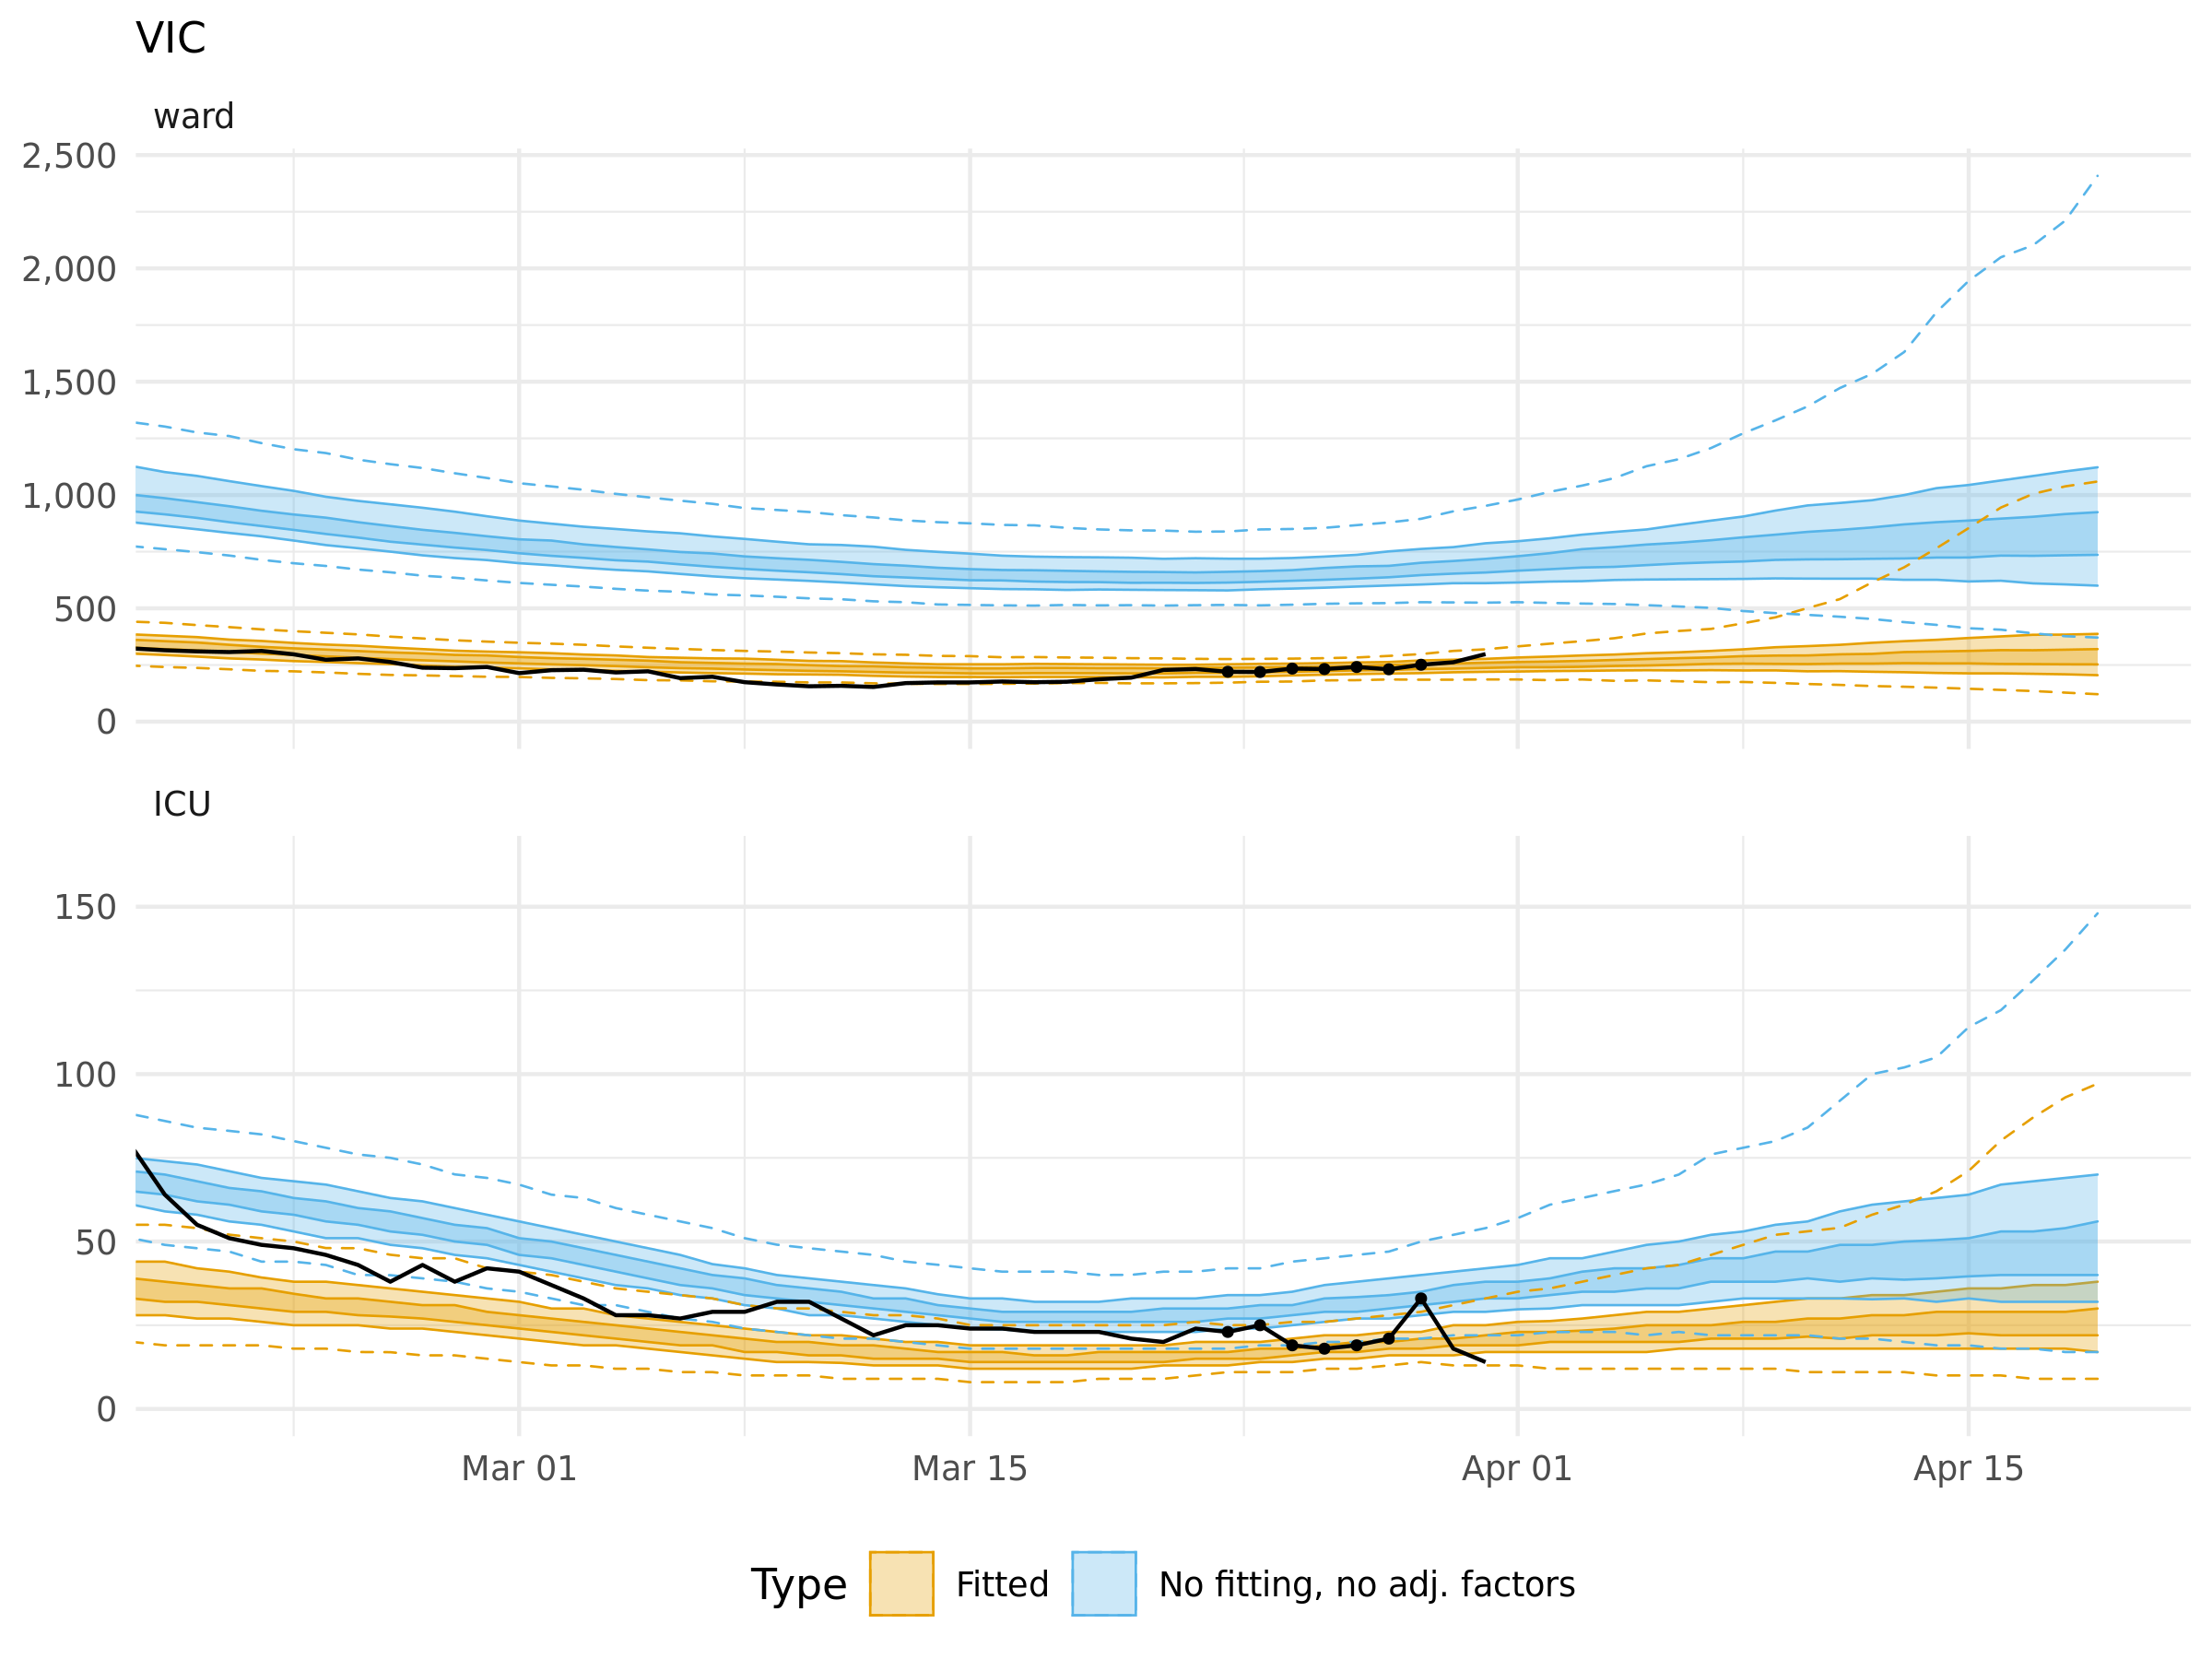 VIC
ward
2,500
2,000
1,500
1,000
500
0
ICU
150
100
50
0
Mar 01 Mar 15 Apr 01 Apr 15
Type Fitted No fitting, no adj. factors